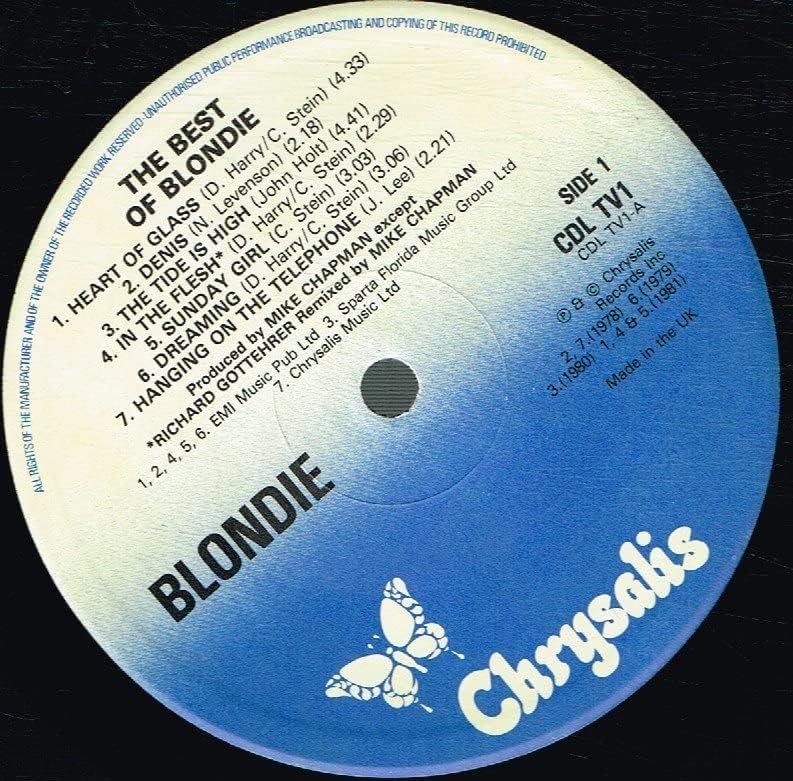 ALL RIGHTS OF THE MANUFACTURER AND OF THE OWNER OF THE RECORDED WORK RESERVED · UNAUTHORISED PUBLIC PERFORMANCE BROADCASTING AND COPYING OF THIS RECORD PROHIBITED
THE BEST
OF BLONDIE
1. HEART OF GLASS (D. Harry/C. Stein) (4.33)
2. DENIS (N. Levenson) (2.18)
3. THE TIDE IS HIGH (John Holt) (4.41)
4. IN THE FLESH* (D. Harry/C. Stein) (2.29)
5. SUNDAY GIRL (C. Stein) (3.03)
6. DREAMING (D. Harry/C. Stein) (3.06)
7. HANGING ON THE TELEPHONE (J. Lee) (2.21)
Produced by MIKE CHAPMAN except
*RICHARD GOTTEHRER Remixed by MIKE CHAPMAN
1, 2, 4, 5, 6. EMI Music Pub Ltd 3. Sparta Florida Music Group Ltd
7. Chrysalis Music Ltd
SIDE 1
CDL TV1
CDL TV1-A
℗ & © Chrysalis
Records Inc
2, 7.(1978) 6.(1979)
3.(1980) 1, 4 & 5.(1981)
Made in the UK
BLONDIE
Chrysalis